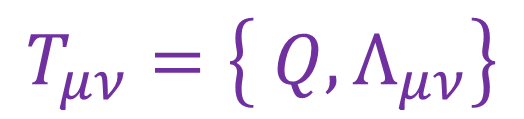 T_{μν} = { Q, Λ_{μν} }